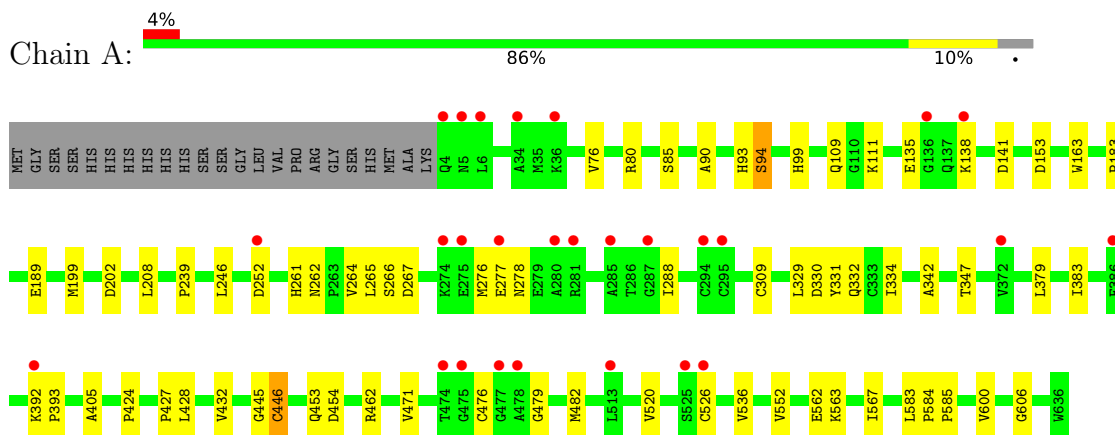 4%
Chain A:
86% 10% •
MET GLY SER SER HIS HIS HIS HIS HIS HIS SER SER GLY LEU VAL PRO ARG GLY SER HIS MET ALA LYS Q4 N5 L6 A34 M35 K36 V76 R80 S85 A90 H93 S94 H99 Q109 G110 K111 E135 G136 Q137 K138 D141 D153 W163
E189 M199 D202 L208 P239 L246 D252 H261 N262 P263 V264 L265 S266 D267 K274 E275 M276 E277 N278 E279 A280 R281 A285 T286 G287 I288 C294 C295 C309 L329 D330 Y331 Q332 C333 I334 A342 T347 V372 L379 I383
K392 P393 A405 P424 P427 L428 V432 G445 C446 Q453 D454 R462 V471 T474 G475 C476 G477 A478 G479 M482 L513 V520 S525 C526 V536 V552 E562 K563 I567 L583 P584 P585 V600 G606 W636